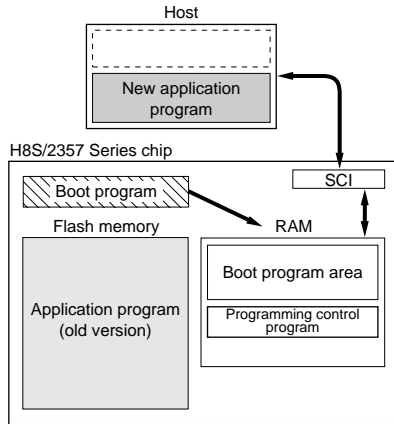 Host
New application
program
H8S/2357 Series chip
SCI
Boot program
Flash memory
RAM
Boot program area
Application program
(old version)
Programming control
program